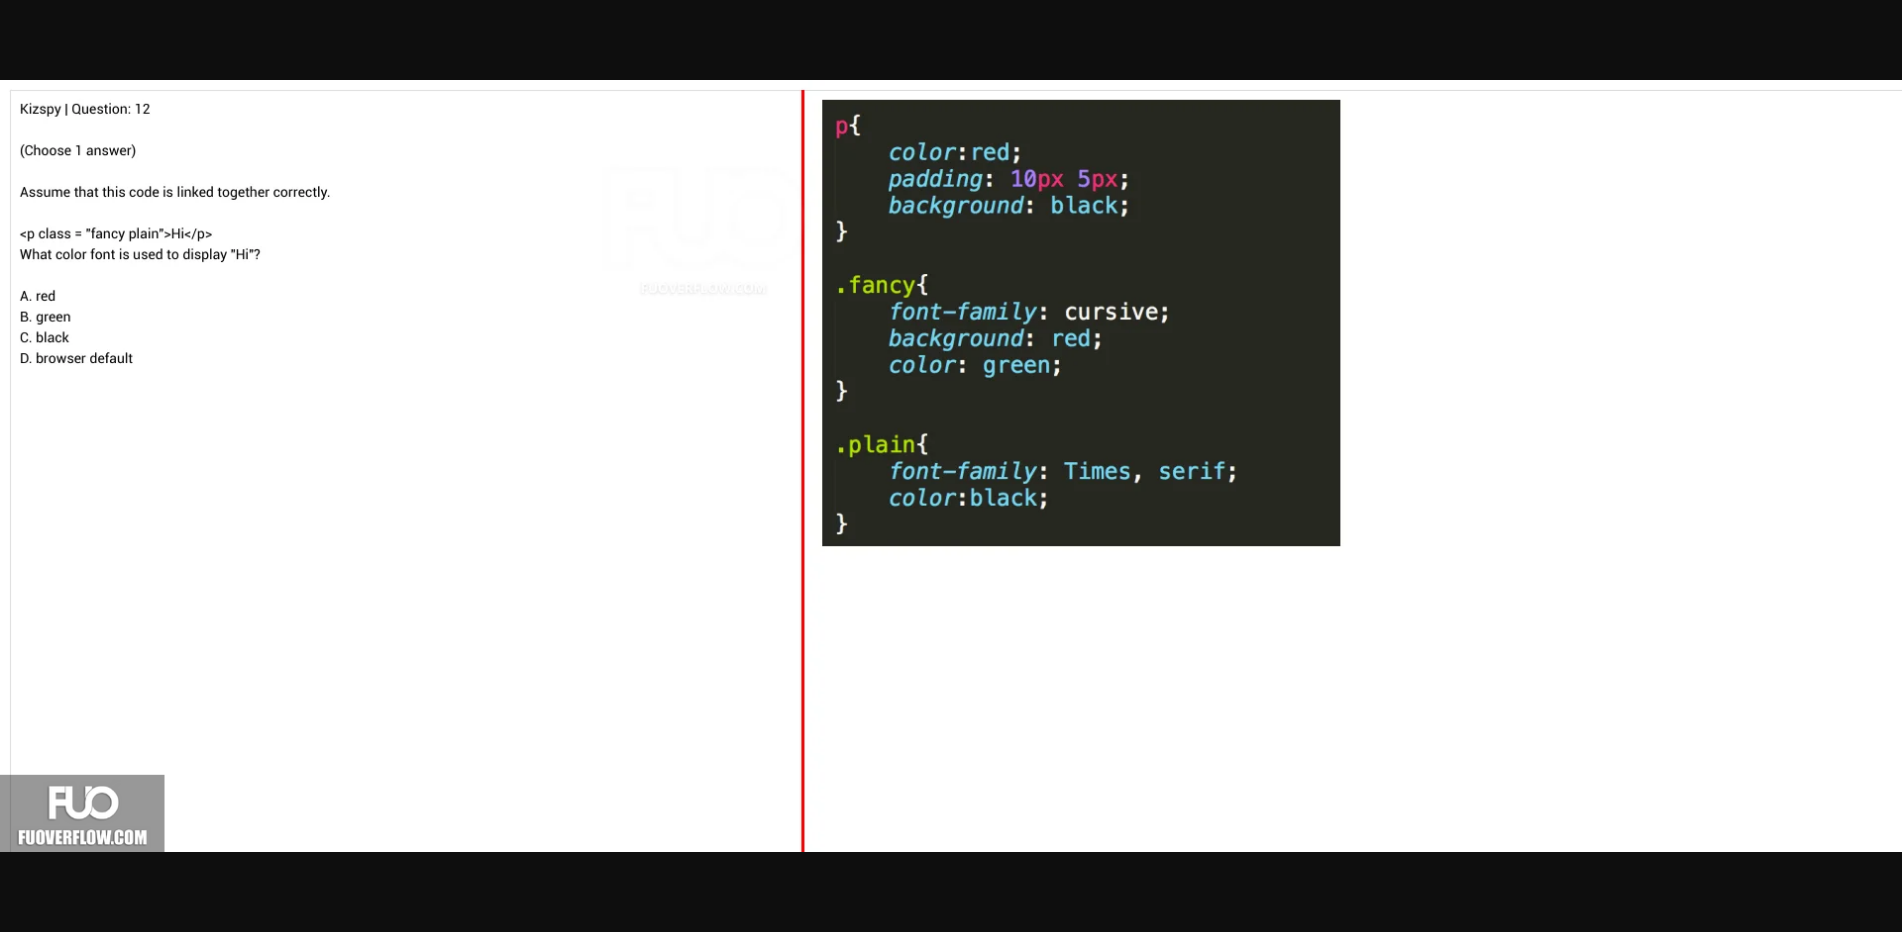 Kizspy | Question: 12
(Choose 1 answer)
Assume that this code is linked together correctly.
<p class = "fancy plain">Hi</p>
What color font is used to display "Hi"?
A. red
B. green
C. black
D. browser default
FUO
FUOVERFLOW.COM
p{
color:red;
padding: 10px 5px;
background: black;
}
.fancy{
font-family: cursive;
background: red;
color: green;
}
.plain{
font-family: Times, serif;
color:black;
}
FUO
FUOVERFLOW.COM